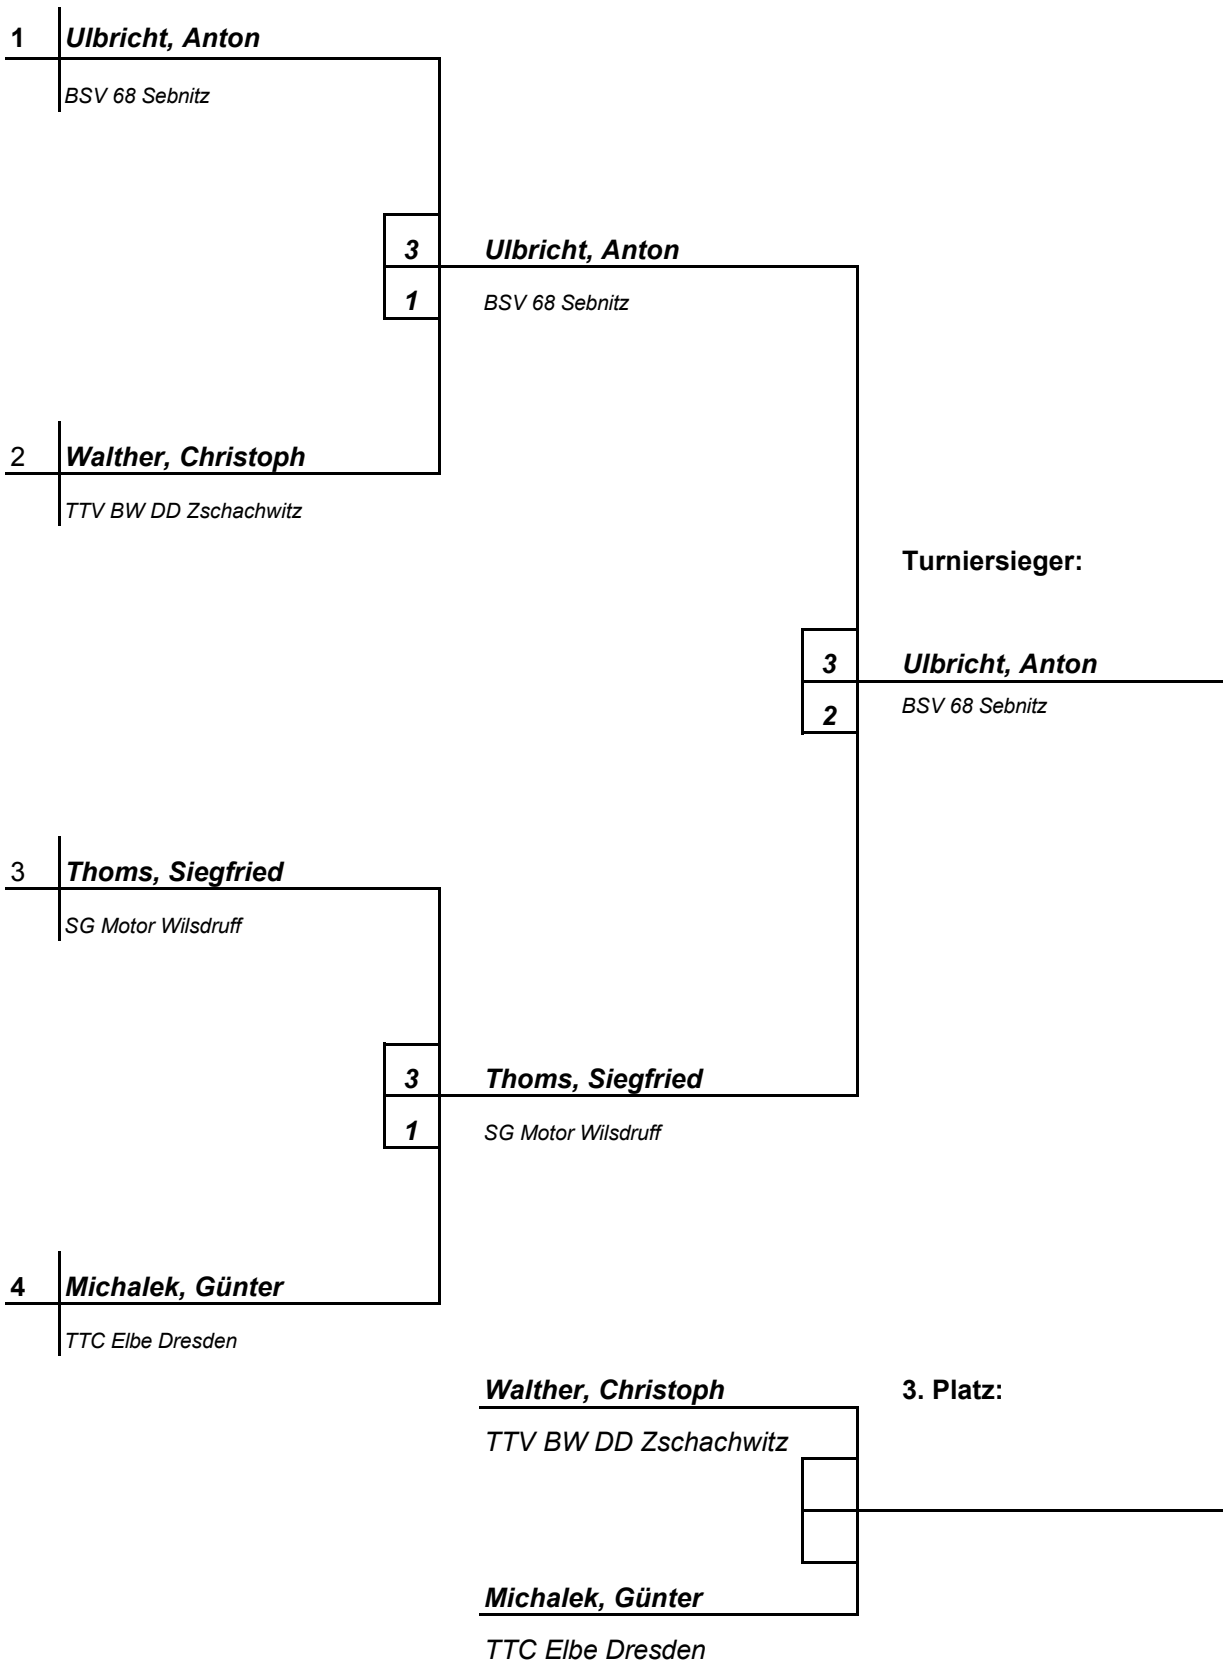 1 Ulbricht, Anton
BSV 68 Sebnitz
3 Ulbricht, Anton
1 BSV 68 Sebnitz
2 Walther, Christoph
TTV BW DD Zschachwitz
Turniersieger:
3 Ulbricht, Anton
2 BSV 68 Sebnitz
3 Thoms, Siegfried
SG Motor Wilsdruff
3 Thoms, Siegfried
1 SG Motor Wilsdruff
4 Michalek, Günter
TTC Elbe Dresden
Walther, Christoph 3. Platz:
TTV BW DD Zschachwitz
Michalek, Günter
TTC Elbe Dresden